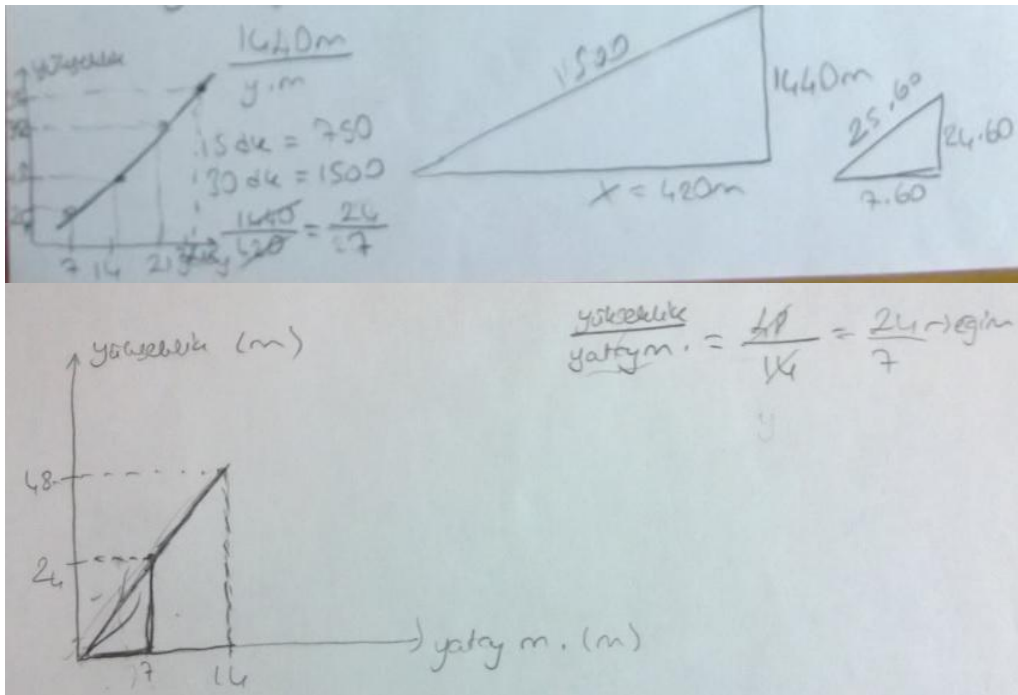 yükseklik
1440m
y.m
15 dk = 750
30 dk = 1500
1440/420 = 24/7
7 14 21
1500
1440m
x = 420m
25.60
24.60
7.60
yükseklik (m)
48
24
7 14
yatay m. (m)
yükseklik/yatay m. = 48/14 = 24/7 → eğim
y